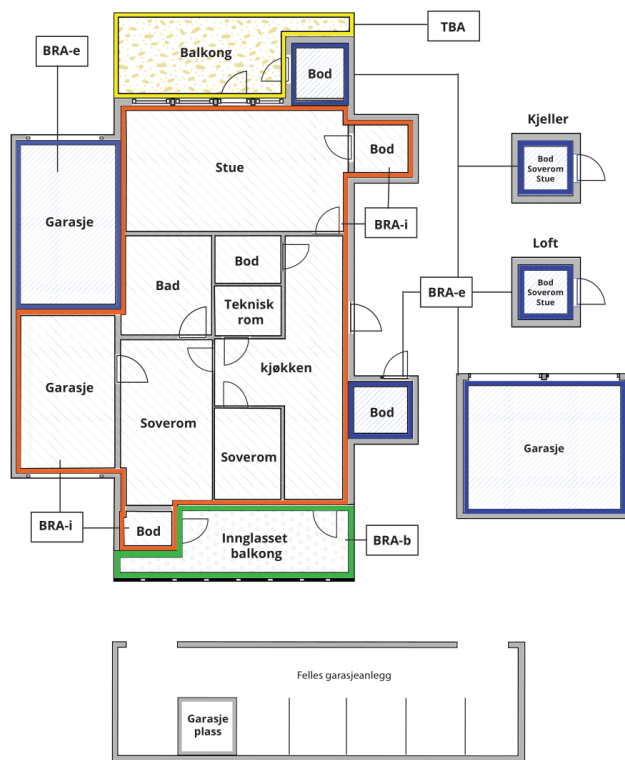 TBA
BRA-e
Balkong
Bod
Kjeller
Bod
Stue
Bod
Soverom
Stue
Garasje
BRA-i
Loft
Bod
Bad
Teknisk
rom
BRA-e
Bod
Soverom
Stue
kjøkken
Garasje
Bod
Soverom
Soverom
Garasje
BRA-i
Bod
Innglasset
balkong
BRA-b
Felles garasjeanlegg
Garasje
plass